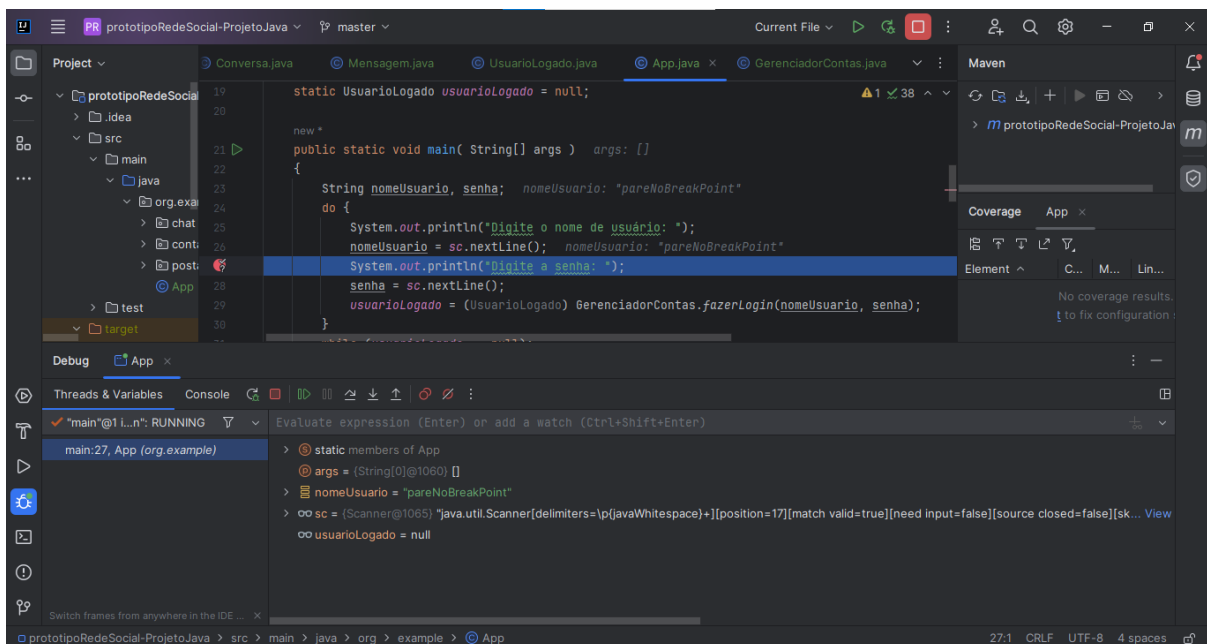 PR prototipoRedeSocial-ProjetoJava master Current File
Project
Conversa.java Mensagem.java UsuarioLogado.java App.java GerenciadorContas.java
Maven
prototipoRedeSocial
.idea
src
main
java
org.exa
chat
conta
posta
App
test
target
19 static UsuarioLogado usuarioLogado = null;
1 38
20
new *
21 public static void main( String[] args ) args: []
22 {
23 String nomeUsuario, senha; nomeUsuario: "pareNoBreakPoint"
24 do {
25 System.out.println("Digite o nome de usuário: ");
26 nomeUsuario = sc.nextLine(); nomeUsuario: "pareNoBreakPoint"
System.out.println("Digite a senha: ");
28 senha = sc.nextLine();
29 usuarioLogado = (UsuarioLogado) GerenciadorContas.fazerLogin(nomeUsuario, senha);
30 }
prototipoRedeSocial-ProjetoJav
Coverage App
Element C... M... Lin...
No coverage results.
t to fix configuration
Debug App
Threads & Variables Console
"main"@1 i...n": RUNNING
Evaluate expression (Enter) or add a watch (Ctrl+Shift+Enter)
main:27, App (org.example)
static members of App
args = {String[0]@1060} []
nomeUsuario = "pareNoBreakPoint"
sc = {Scanner@1065} "java.util.Scanner[delimiters=\p{javaWhitespace}+][position=17][match valid=true][need input=false][source closed=false][sk... View
usuarioLogado = null
Switch frames from anywhere in the IDE ...
prototipoRedeSocial-ProjetoJava > src > main > java > org > example > App
27:1 CRLF UTF-8 4 spaces